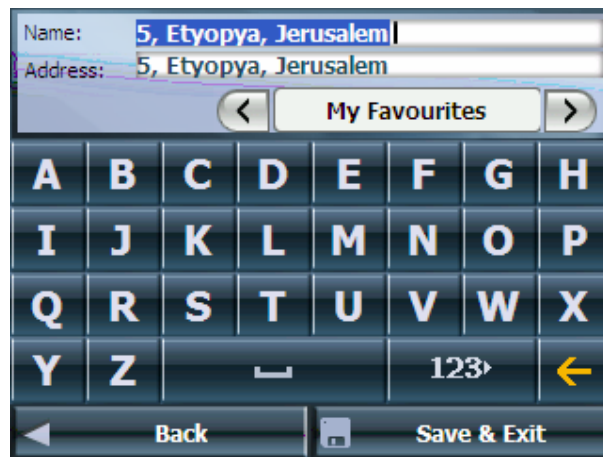 Name: 5, Etyopya, Jerusalem
Address: 5, Etyopya, Jerusalem
My Favourites
A B C D E F G H
I J K L M N O P
Q R S T U V W X
Y Z 123
Back Save & Exit